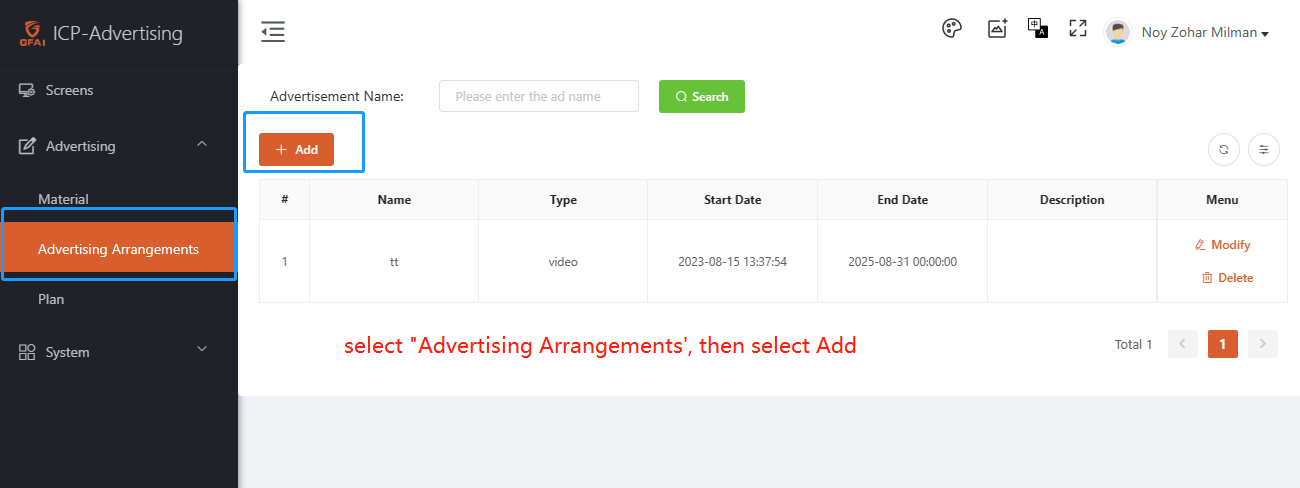 GFAI ICP-Advertising
Noy Zohar Milman
Screens
Advertising
Material
Advertising Arrangements
Plan
System
Advertisement Name: Please enter the ad name Search
+ Add
# Name Type Start Date End Date Description Menu
1 tt video 2023-08-15 13:37:54 2025-08-31 00:00:00 Modify
Delete
select "Advertising Arrangements', then select Add
Total 1 < 1 >
中 A